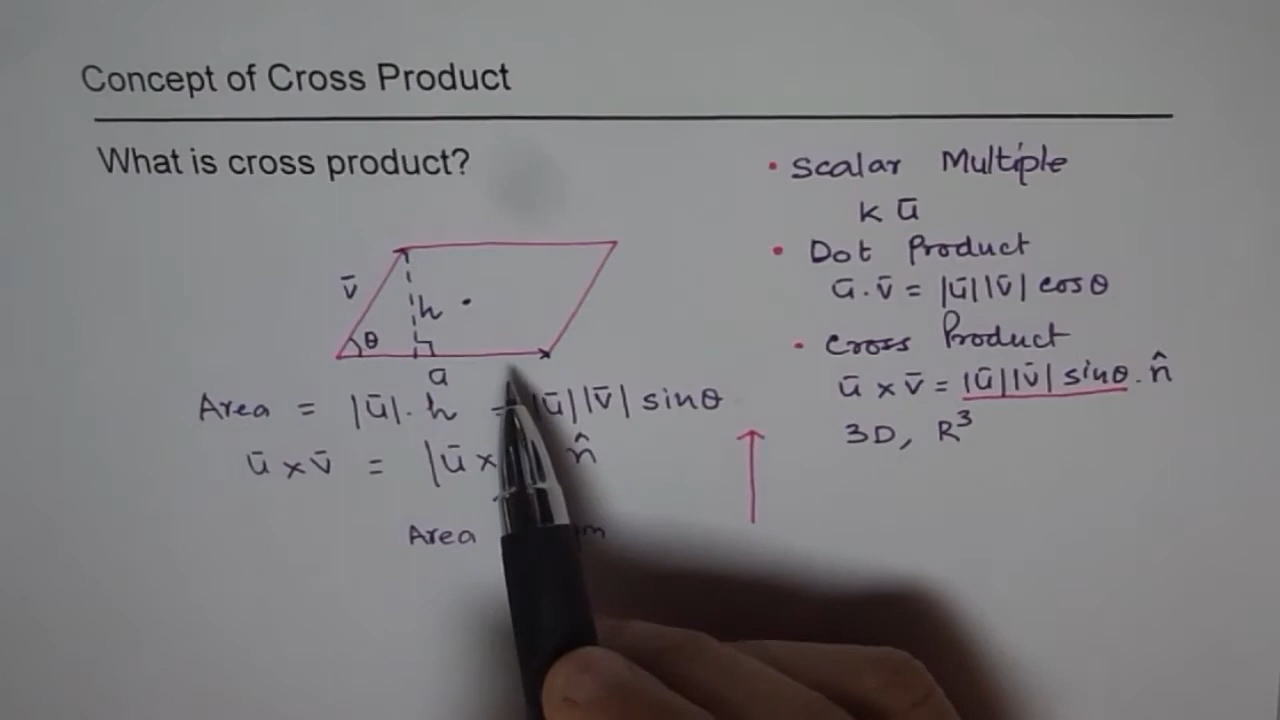 Concept of Cross Product
What is cross product?
v̄
h
θ
ū
Area = |ū|. h = |ū||v̄| sinθ
ū × v̄ = |ū × n̂
Area
• Scalar Multiple
k ū
• Dot Product
ū . v̄ = |ū||v̄| cosθ
• Cross Product
ū × v̄ = |ū||v̄| sinθ . n̂
3D, R³